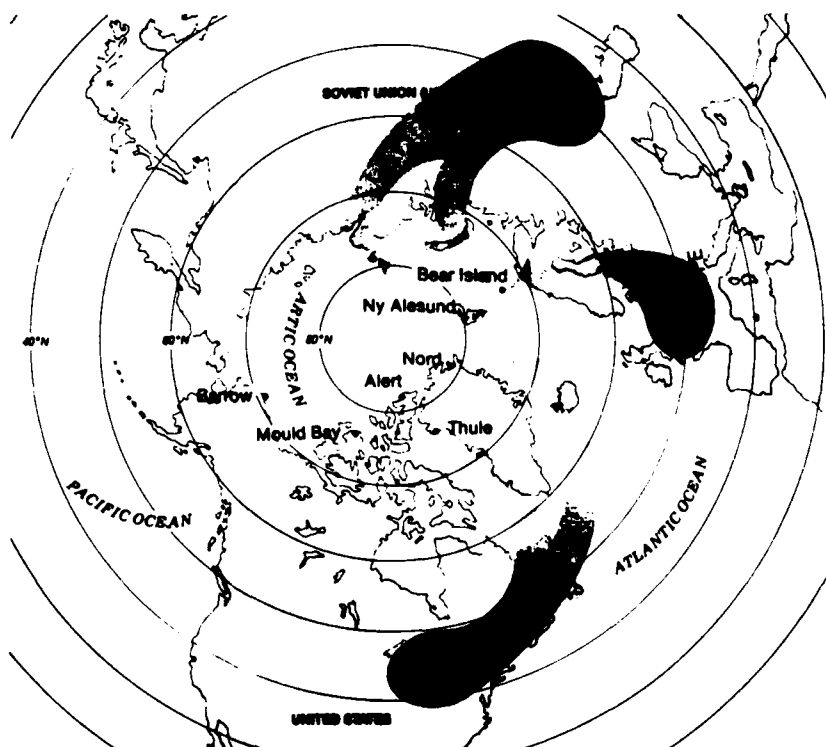 SOVIET UNION
Bear Island
ARTIC OCEAN
Ny Alesund
40°N
60°N
80°N
Nord
Alert
Barrow
Mould Bay
Thule
PACIFIC OCEAN
ATLANTIC OCEAN
UNITED STATES